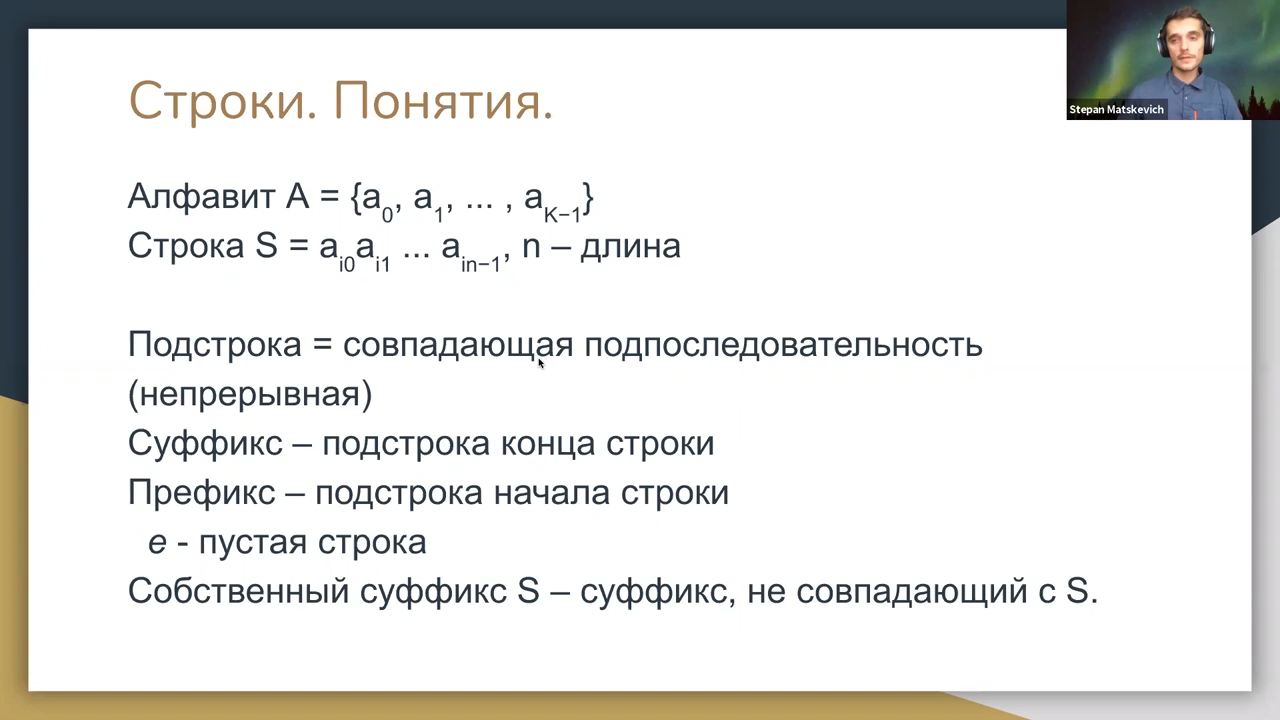 Строки. Понятия.
Stepan Matskevich
Алфавит A = {a0, a1, ... , aK−1}
Строка S = ai0ai1 ... ain−1, n – длина
Подстрока = совпадающая подпоследовательность
(непрерывная)
Суффикс – подстрока конца строки
Префикс – подстрока начала строки
e - пустая строка
Собственный суффикс S – суффикс, не совпадающий с S.